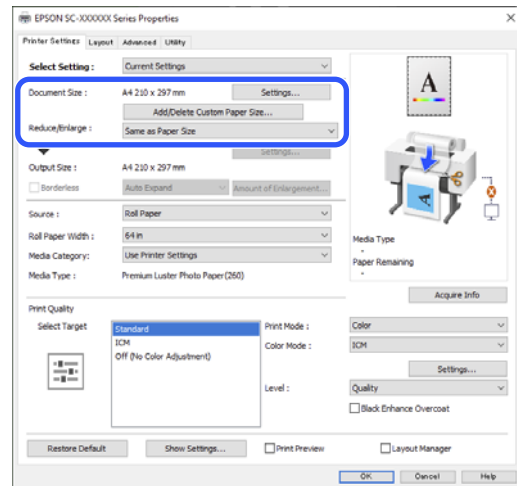 EPSON SC-XXXXXX Series Properties
Printer Settings Layout Advanced Utility
Select Setting : Current Settings
Document Size : A4 210 x 297 mm Settings...
Add/Delete Custom Paper Size...
Reduce/Enlarge : Same as Paper Size
Settings...
Output Size : A4 210 x 297 mm
Borderless Auto Expand Amount of Enlargement...
Source : Roll Paper
Roll Paper Width : 64 in
Media Category: Use Printer Settings
Media Type : Premium Luster Photo Paper(260)
A
A
Media Type
-
Paper Remaining
-
Acquire Info
Print Quality
Select Target Standard
ICM
Off (No Color Adjustment)
Print Mode : Color
Color Mode : ICM
Settings...
Level : Quality
Black Enhance Overcoat
Restore Default Show Settings... Print Preview Layout Manager
OK Cancel Help